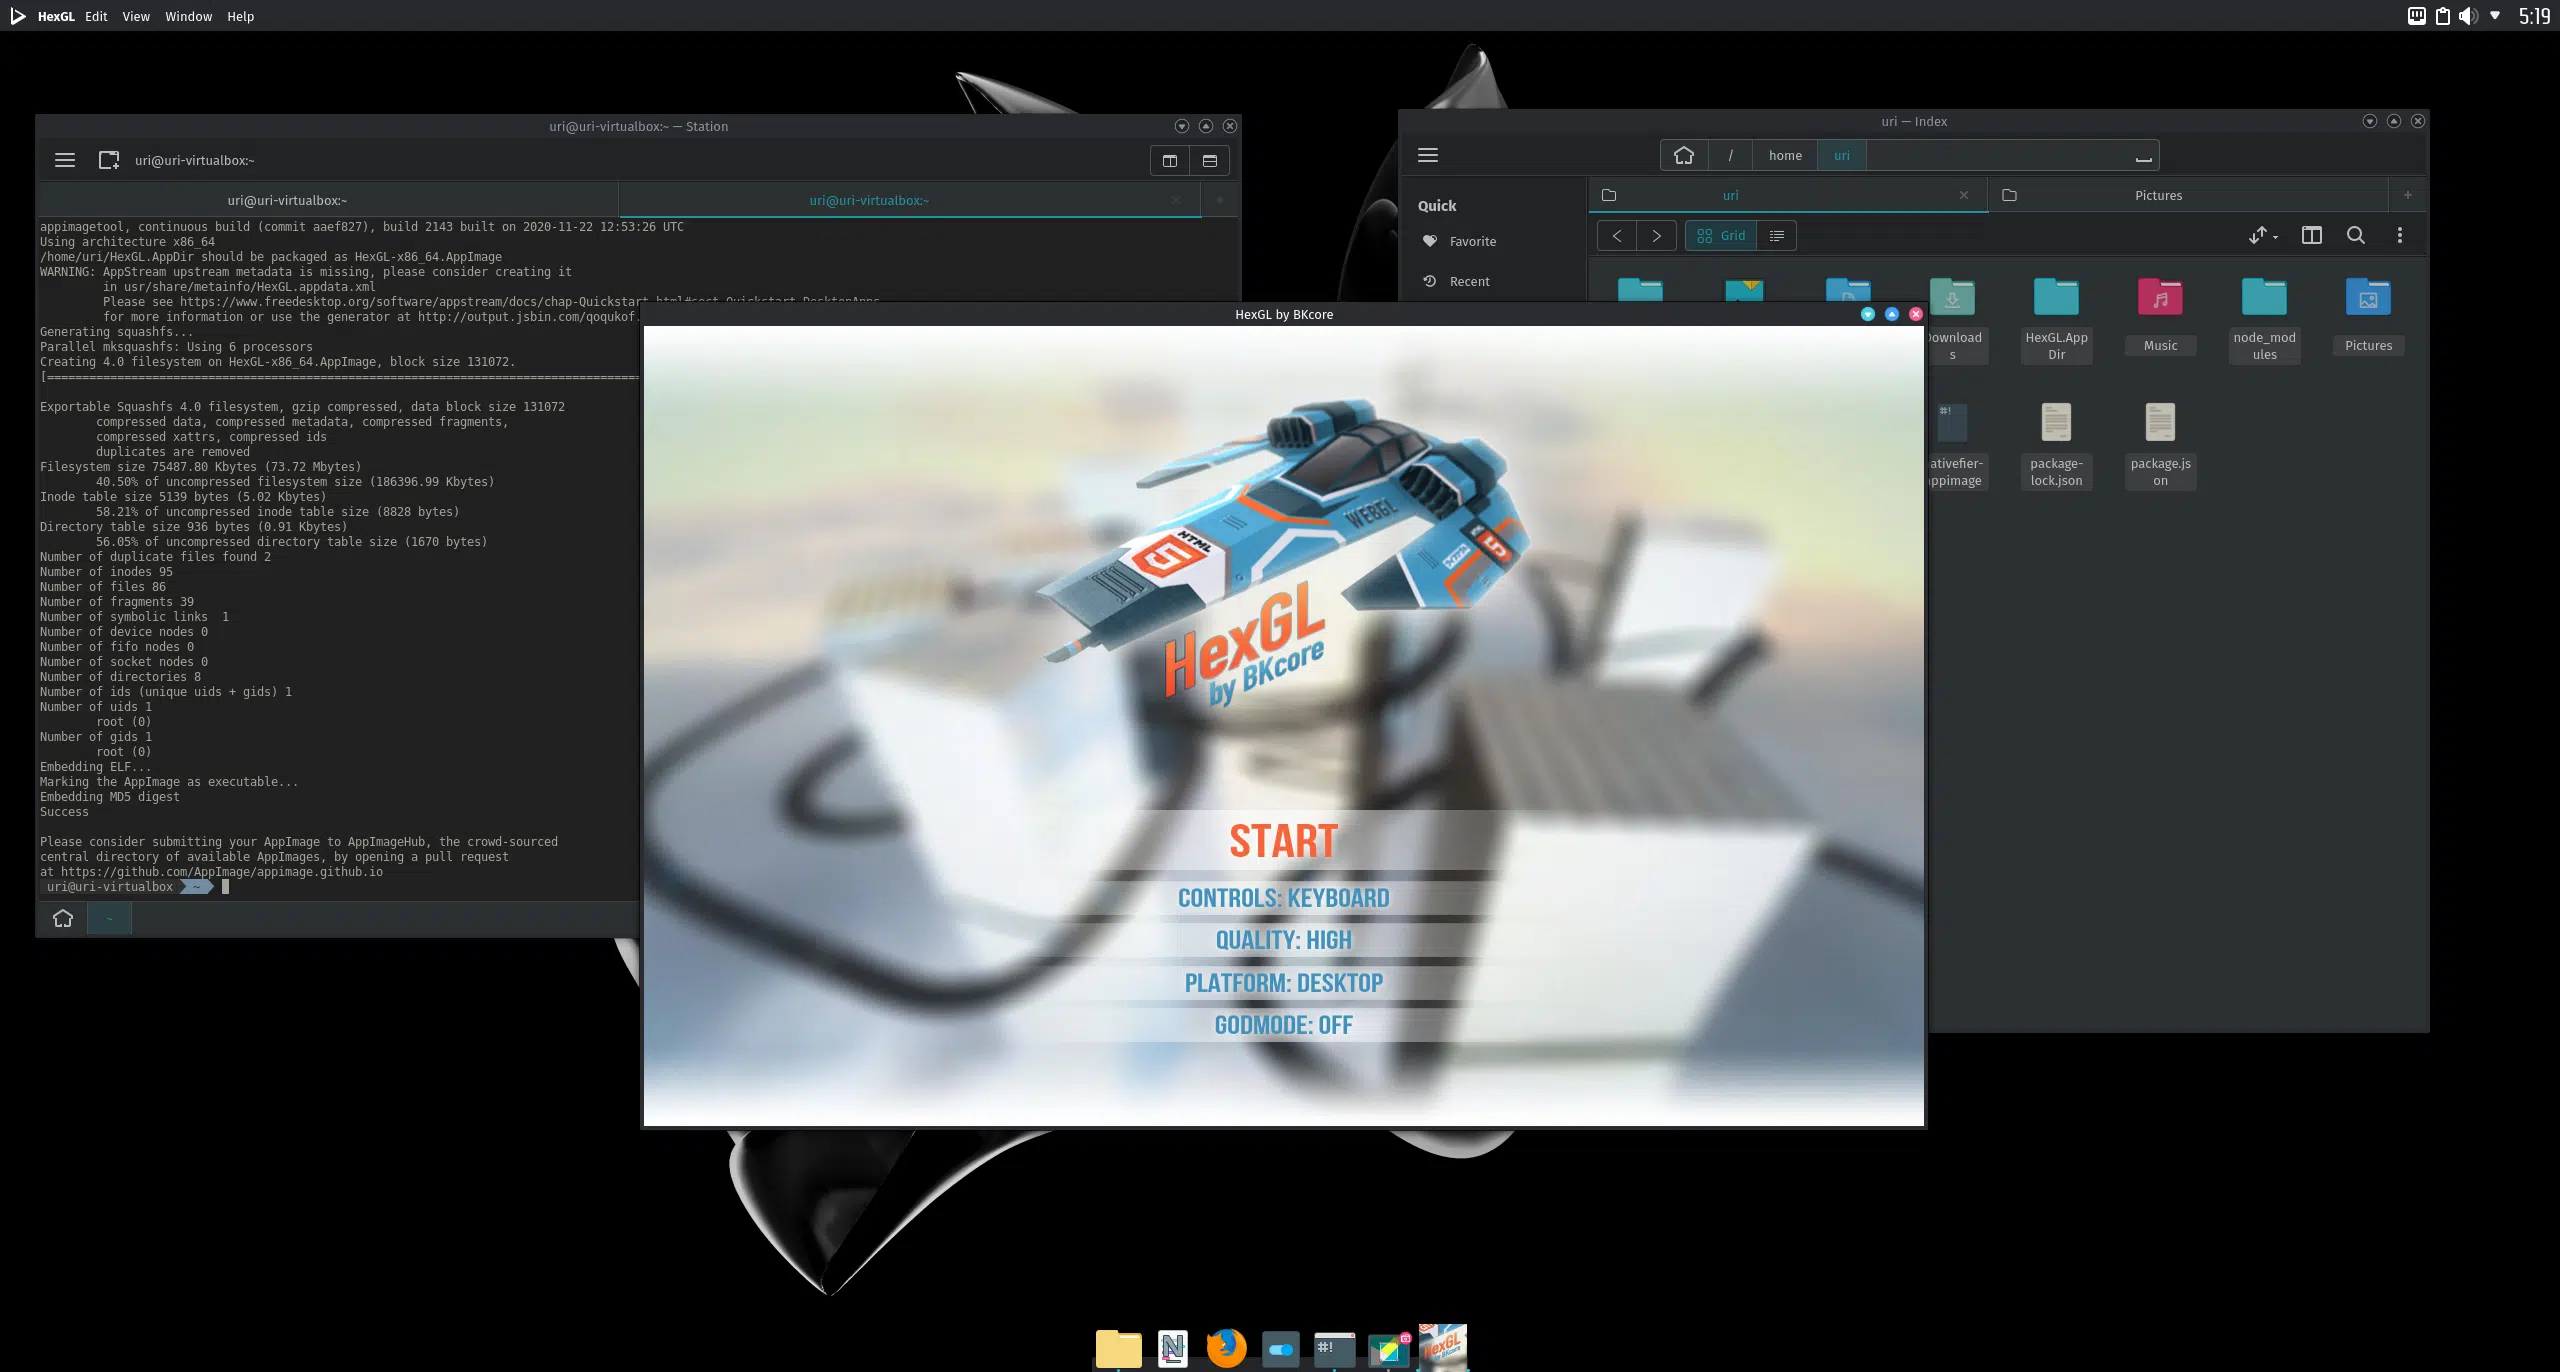 HexGL Edit View Window Help
5:19
uri@uri-virtualbox:~ — Station
uri@uri-virtualbox:~
uri@uri-virtualbox:~
uri@uri-virtualbox:~
appimagetool, continuous build (commit aaef827), build 2143 built on 2020-11-22 12:53:26 UTC
Using architecture x86_64
/home/uri/HexGL.AppDir should be packaged as HexGL-x86_64.AppImage
WARNING: AppStream upstream metadata is missing, please consider creating it
in usr/share/metainfo/HexGL.appdata.xml
Please see https://www.freedesktop.org/software/appstream/docs/chap-Quickstart.html#sect-Quickstart-DesktopApps
for more information or use the generator at http://output.jsbin.com/qoqukof.
Generating squashfs...
Parallel mksquashfs: Using 6 processors
Creating 4.0 filesystem on HexGL-x86_64.AppImage, block size 131072.
[=====================================================================================
Exportable Squashfs 4.0 filesystem, gzip compressed, data block size 131072
compressed data, compressed metadata, compressed fragments,
compressed xattrs, compressed ids
duplicates are removed
Filesystem size 75487.80 Kbytes (73.72 Mbytes)
40.50% of uncompressed filesystem size (186396.99 Kbytes)
Inode table size 5139 bytes (5.02 Kbytes)
58.21% of uncompressed inode table size (8828 bytes)
Directory table size 936 bytes (0.91 Kbytes)
56.05% of uncompressed directory table size (1670 bytes)
Number of duplicate files found 2
Number of inodes 95
Number of files 86
Number of fragments 39
Number of symbolic links  1
Number of device nodes 0
Number of fifo nodes 0
Number of socket nodes 0
Number of directories 8
Number of ids (unique uids + gids) 1
Number of uids 1
root (0)
Number of gids 1
root (0)
Embedding ELF...
Marking the AppImage as executable...
Embedding MD5 digest
Success
Please consider submitting your AppImage to AppImageHub, the crowd-sourced
central directory of available AppImages, by opening a pull request
at https://github.com/AppImage/appimage.github.io
uri@uri-virtualbox ~
~
uri — Index
/ home uri
Quick
Favorite
Recent
uri
Pictures
Grid
ownload
s
HexGL.App
Dir
Music
node_mod
ules
Pictures
#!
ativefier-
ppimage
package-
lock.json
package.js
on
HexGL by BKcore
HTML
5
WEBGL
5
HexGL
by BKcore
START
CONTROLS: KEYBOARD
QUALITY: HIGH
PLATFORM: DESKTOP
GODMODE: OFF
N
#!
HexGL
by BKcore